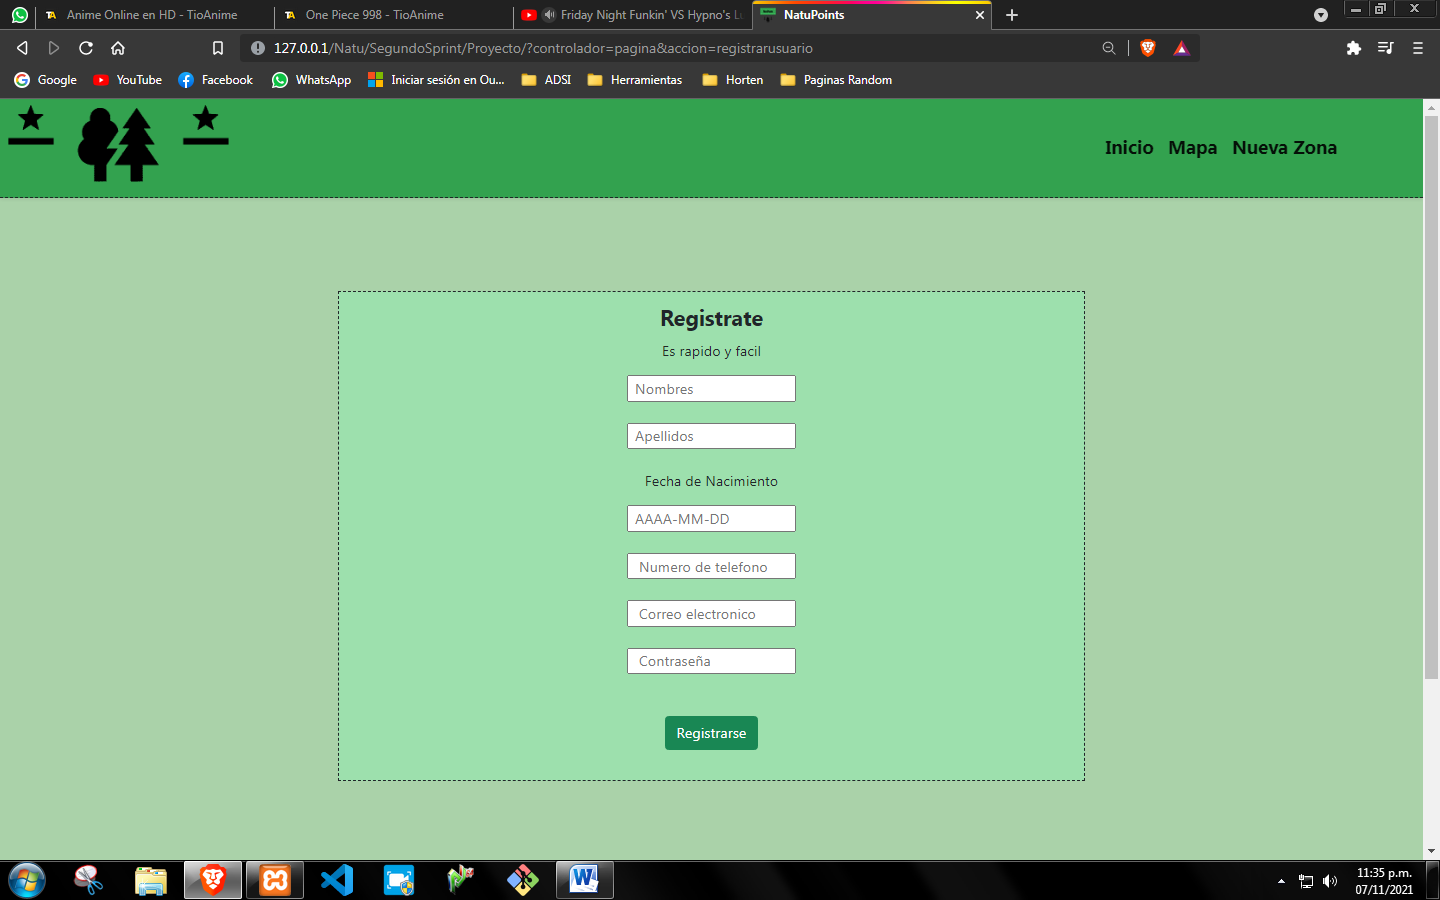 Anime Online en HD - TioAnime
One Piece 998 - TioAnime
Friday Night Funkin' VS Hypno's L
NatuPoints
127.0.0.1/Natu/SegundoSprint/Proyecto/?controlador=pagina&accion=registrarusuario
Google YouTube Facebook WhatsApp Iniciar sesión en Ou... ADSI Herramientas Horten Paginas Random
Inicio Mapa Nueva Zona
Registrate
Es rapido y facil
Nombres
Apellidos
Fecha de Nacimiento
AAAA-MM-DD
Numero de telefono
Correo electronico
Contraseña
Registrarse
11:35 p.m.
07/11/2021